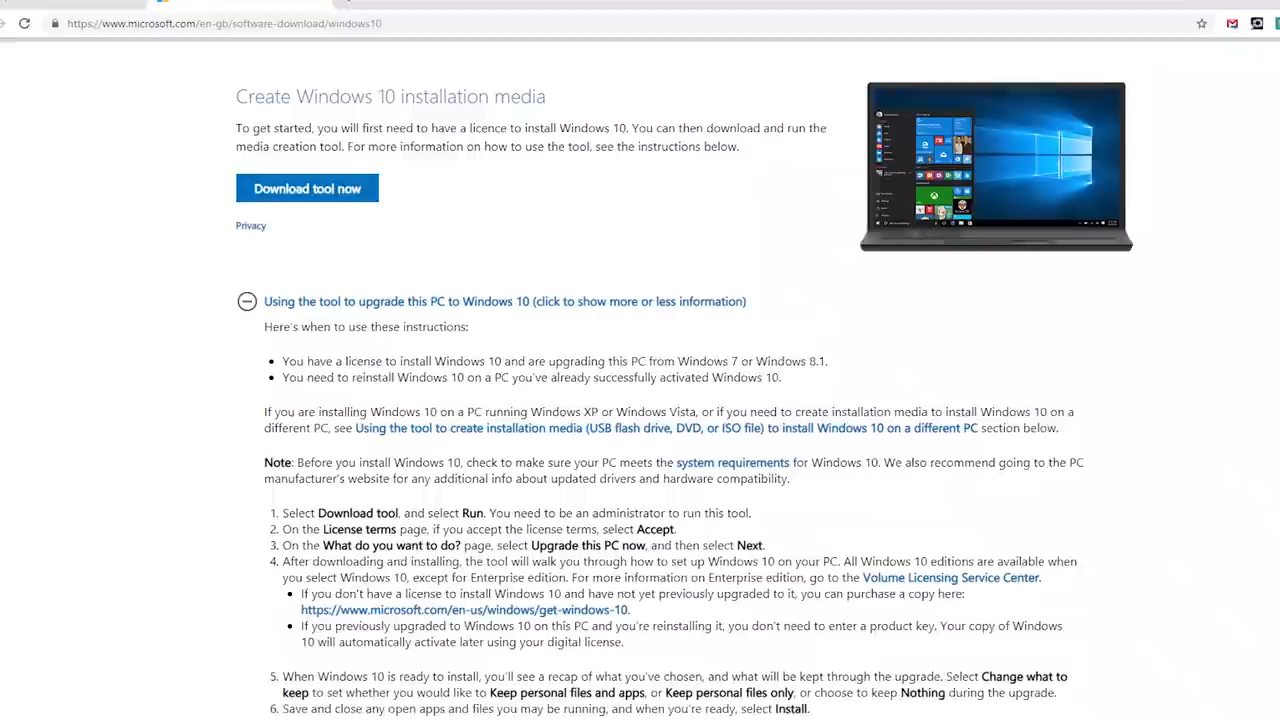 https://www.microsoft.com/en-gb/software-download/windows10
Create Windows 10 installation media
To get started, you will first need to have a licence to install Windows 10. You can then download and run the
media creation tool. For more information on how to use the tool, see the instructions below.
Download tool now
Privacy
Using the tool to upgrade this PC to Windows 10 (click to show more or less information)
Here's when to use these instructions:
• You have a license to install Windows 10 and are upgrading this PC from Windows 7 or Windows 8.1.
• You need to reinstall Windows 10 on a PC you've already successfully activated Windows 10.
If you are installing Windows 10 on a PC running Windows XP or Windows Vista, or if you need to create installation media to install Windows 10 on a
different PC, see Using the tool to create installation media (USB flash drive, DVD, or ISO file) to install Windows 10 on a different PC section below.
Note: Before you install Windows 10, check to make sure your PC meets the system requirements for Windows 10. We also recommend going to the PC
manufacturer's website for any additional info about updated drivers and hardware compatibility.
1. Select Download tool, and select Run. You need to be an administrator to run this tool.
2. On the License terms page, if you accept the license terms, select Accept.
3. On the What do you want to do? page, select Upgrade this PC now, and then select Next.
4. After downloading and installing, the tool will walk you through how to set up Windows 10 on your PC. All Windows 10 editions are available when
you select Windows 10, except for Enterprise edition. For more information on Enterprise edition, go to the Volume Licensing Service Center.
• If you don't have a license to install Windows 10 and have not yet previously upgraded to it, you can purchase a copy here:
https://www.microsoft.com/en-us/windows/get-windows-10.
• If you previously upgraded to Windows 10 on this PC and you're reinstalling it, you don't need to enter a product key. Your copy of Windows
10 will automatically activate later using your digital license.
5. When Windows 10 is ready to install, you'll see a recap of what you've chosen, and what will be kept through the upgrade. Select Change what to
keep to set whether you would like to Keep personal files and apps, or Keep personal files only, or choose to keep Nothing during the upgrade.
6. Save and close any open apps and files you may be running, and when you're ready, select Install.